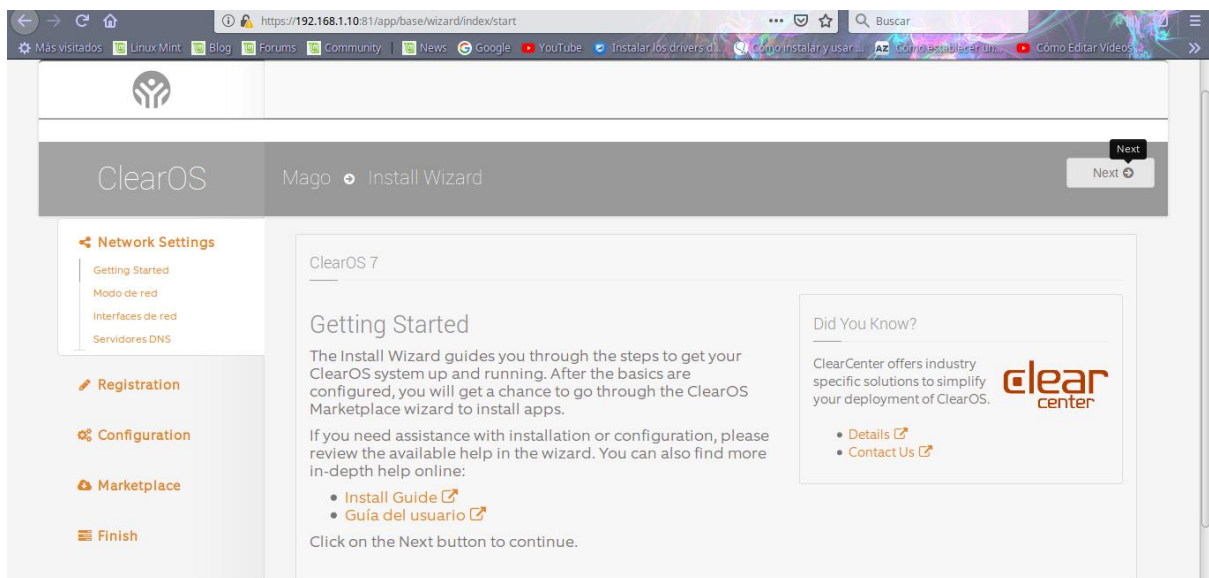 https://192.168.1.10:81/app/base/wizard/index/start
Buscar
Más visitados Linux Mint Blog Forums Community News Google YouTube Instalar los drivers d... Cómo instalar y usar ... AZ Cómo establecer un... Cómo Editar Vídeos
ClearOS
Mago Install Wizard
Next
Next
Network Settings
Getting Started
Modo de red
Interfaces de red
Servidores DNS
Registration
Configuration
Marketplace
Finish
ClearOS 7
Getting Started
The Install Wizard guides you through the steps to get your
ClearOS system up and running. After the basics are
configured, you will get a chance to go through the ClearOS
Marketplace wizard to install apps.
If you need assistance with installation or configuration, please
review the available help in the wizard. You can also find more
in-depth help online:
Install Guide
Guía del usuario
Click on the Next button to continue.
Did You Know?
ClearCenter offers industry
specific solutions to simplify
your deployment of ClearOS.
clear
center
Details
Contact Us